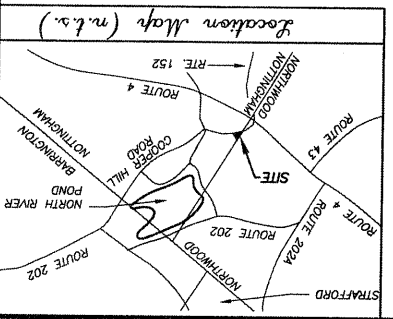 Location Map (n.t.s.)
RTE. 152
NORTHWOOD
NOTTINGHAM
ROUTE 4
ROUTE 43
COOPER HILL
ROAD
NOTTINGHAM
BARRINGTON
SITE
NORTH RIVER
POND
ROUTE 4
ROUTE 202A
ROUTE 202
ROUTE 202
NORTHWOOD
STRAFFORD